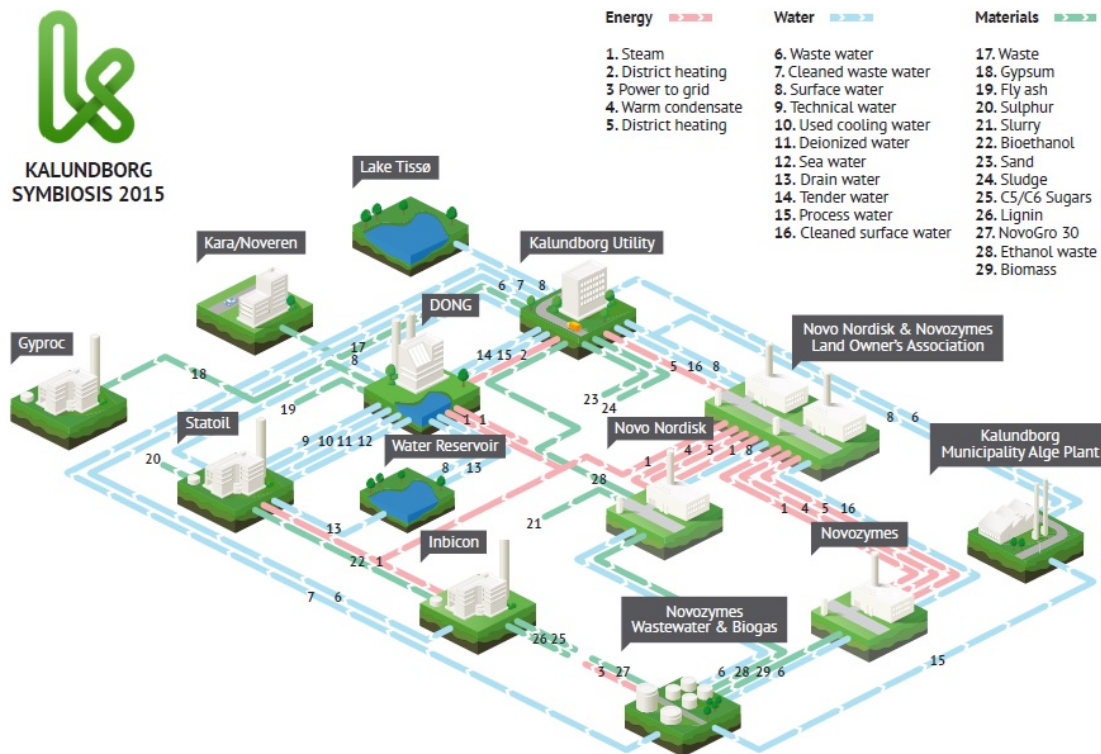 KALUNDBORG
SYMBIOSIS 2015
Energy
1. Steam
2. District heating
3 Power to grid
4. Warm condensate
5. District heating
Water
6. Waste water
7. Cleaned waste water
8. Surface water
9. Technical water
10. Used cooling water
11. Deionized water
12. Sea water
13. Drain water
14. Tender water
15. Process water
16. Cleaned surface water
Materials
17. Waste
18. Gypsum
19. Fly ash
20. Sulphur
21. Slurry
22. Bioethanol
23. Sand
24. Sludge
25. C5/C6 Sugars
26. Lignin
27. NovoGro 30
28. Ethanol waste
29. Biomass
Lake Tissø
Kara/Noveren
Kalundborg Utility
6 7 8
DONG
Novo Nordisk & Novozymes
Land Owner's Association
Gyproc
17
8
14 15 2
5 16 8
18
19
23
24
8 6
Statoil
1 1
Novo Nordisk
Kalundborg
Municipality Alge Plant
9 10 11 12
Water Reservoir
1 4 5 1 8
20
8 13
28
1 4 5 16
21
13
Inbicon
Novozymes
22 1
7 6
Novozymes
Wastewater & Biogas
26 25
3 27
6 28 29 6
15